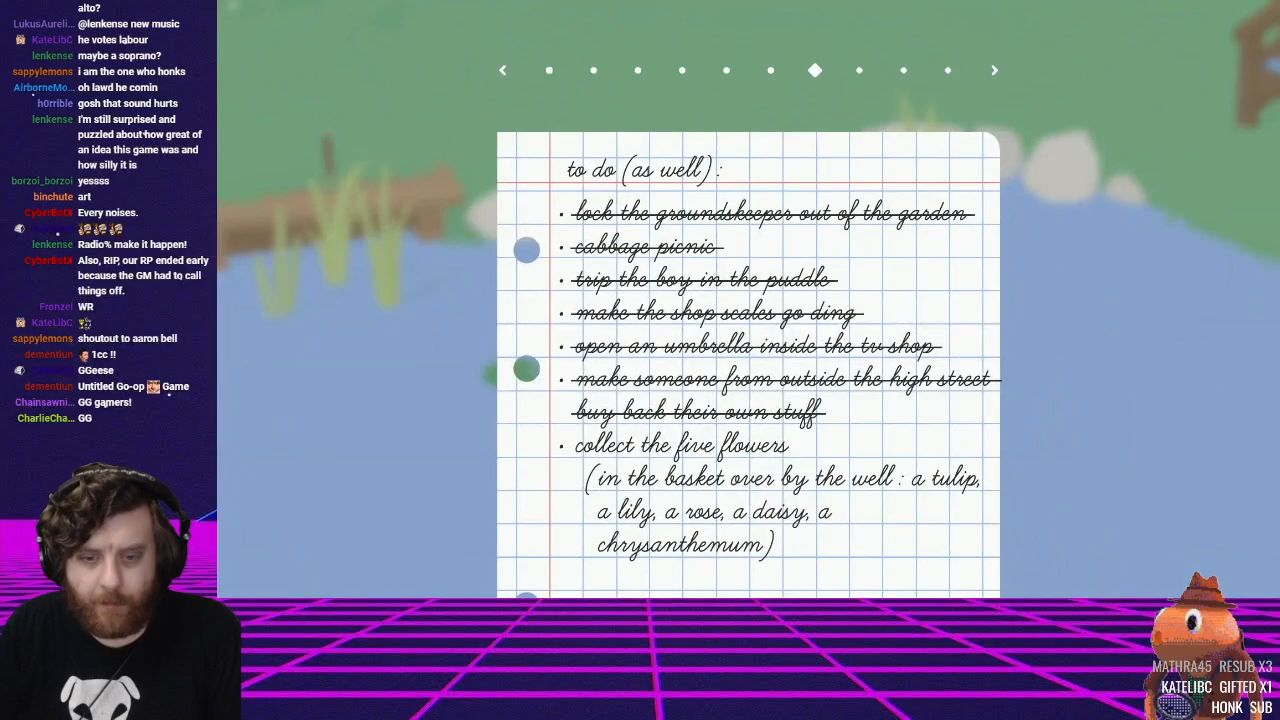 alto?
LukusAureli... @lenkense new music
KateLibC he votes labour
lenkense maybe a soprano?
sappylemons i am the one who honks
AirborneMo... oh lawd he comin
h0rrible gosh that sound hurts
lenkense I'm still surprised and
puzzled about how great of
an idea this game was and
how silly it is
borzoi_borzoi yessss
binchute art
CyberBotX Every noises.
lenkense Radio% make it happen!
CyberBotX Also, RIP, our RP ended early
because the GM had to call
things off.
Fronzel WR
KateLibC
sappylemons shoutout to aaron bell
dementiun 1cc !!
GGeese
dementiun Untitled Go-op Game
Chainsawni... GG gamers!
CharlieCha... GG
to do (as well) :
• lock the groundskeeper out of the garden
• cabbage picnic
• trip the boy in the puddle
• make the shop scales go ding
• open an umbrella inside the tv shop
• make someone from outside the high street
buy back their own stuff
• collect the five flowers
(in the basket over by the well : a tulip,
a lily, a rose, a daisy, a
chrysanthemum)
MATHRA45 RESUB X3
KATELIBC GIFTED X1
HONK SUB